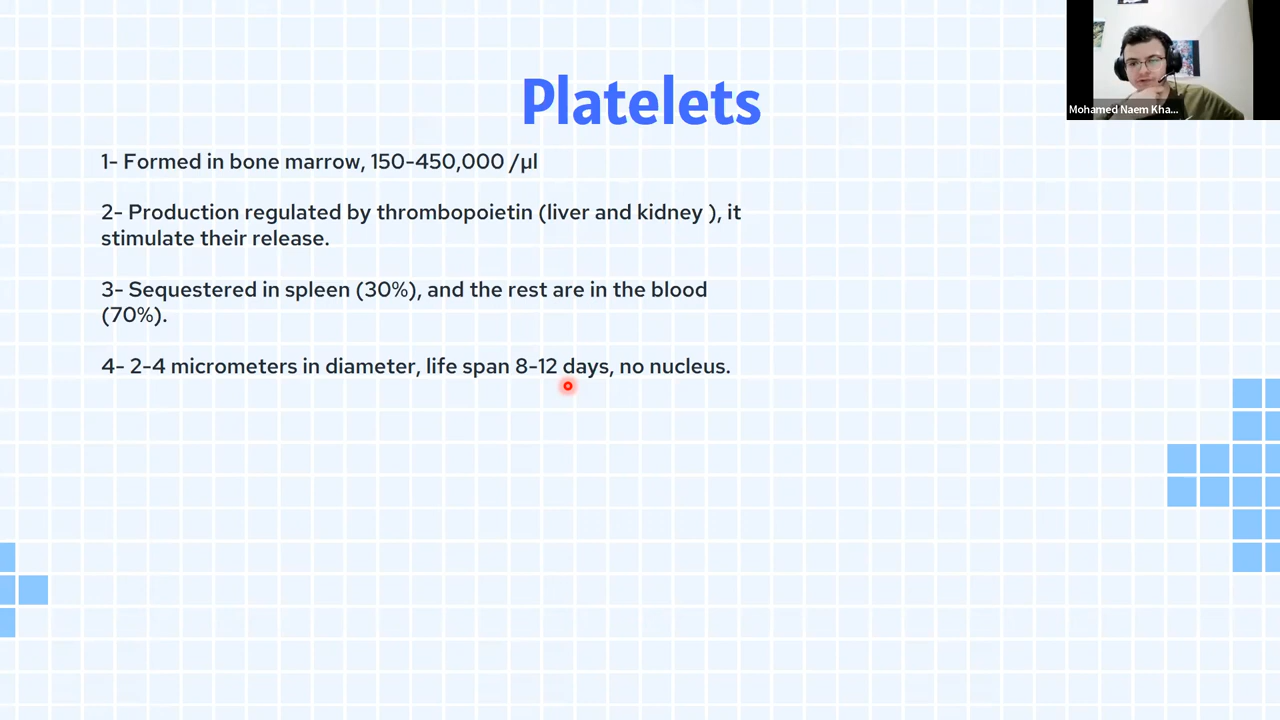 Platelets
1- Formed in bone marrow, 150-450,000 /µl
2- Production regulated by thrombopoietin (liver and kidney ), it
stimulate their release.
3- Sequestered in spleen (30%), and the rest are in the blood
(70%).
4- 2-4 micrometers in diameter, life span 8-12 days, no nucleus.
Mohamed Naem Kha...